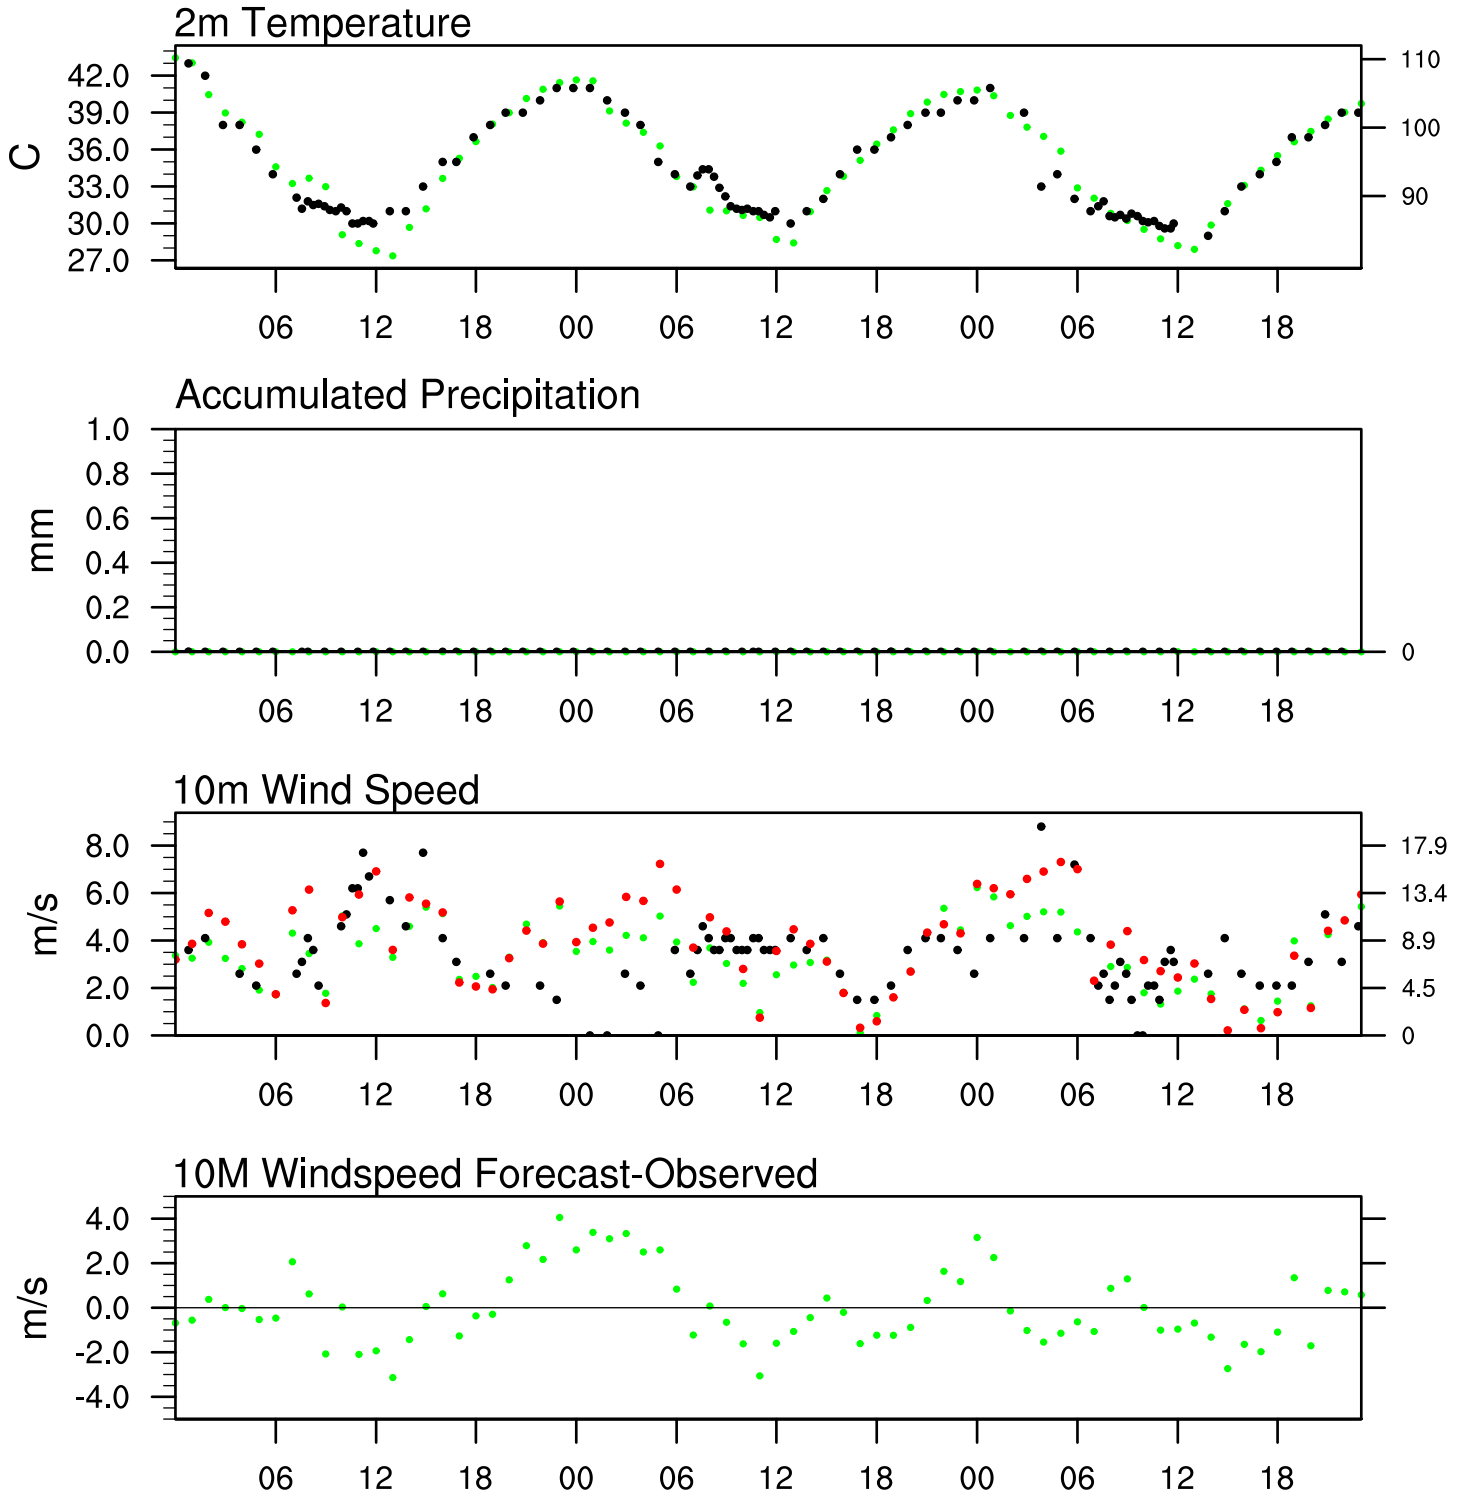 2m Temperature
42.0 110
39.0 100
36.0
33.0 90
30.0
27.0
C
06 12 18 00 06 12 18 00 06 12 18
Accumulated Precipitation
1.0
0.8
0.6
0.4
0.2
0.0 0
mm
06 12 18 00 06 12 18 00 06 12 18
10m Wind Speed
8.0 17.9
6.0 13.4
4.0 8.9
2.0 4.5
0.0 0
m/s
06 12 18 00 06 12 18 00 06 12 18
10M Windspeed Forecast-Observed
4.0
2.0
0.0
-2.0
-4.0
m/s
06 12 18 00 06 12 18 00 06 12 18